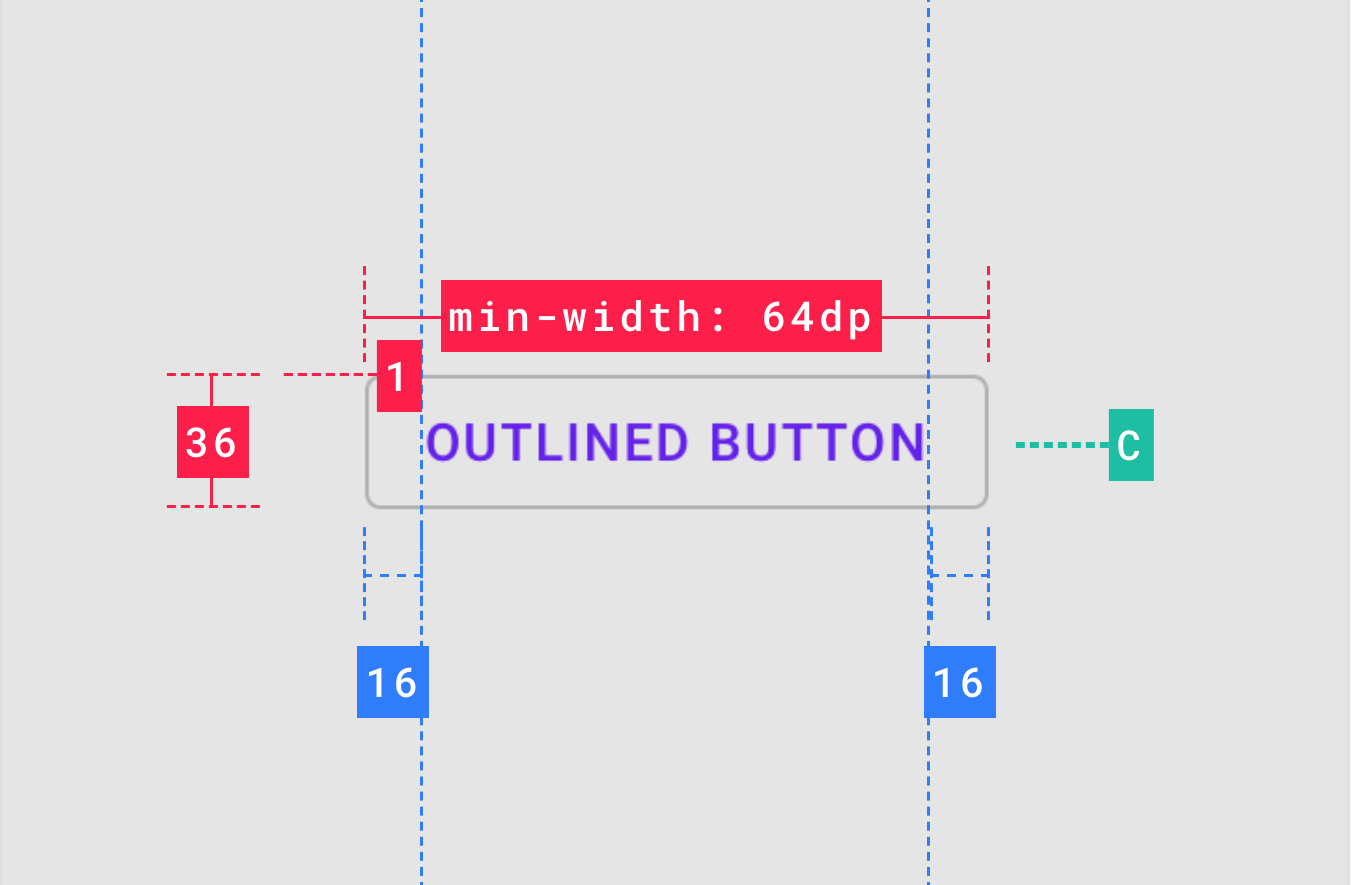 min-width: 64dp
1
36
OUTLINED BUTTON
C
16
16